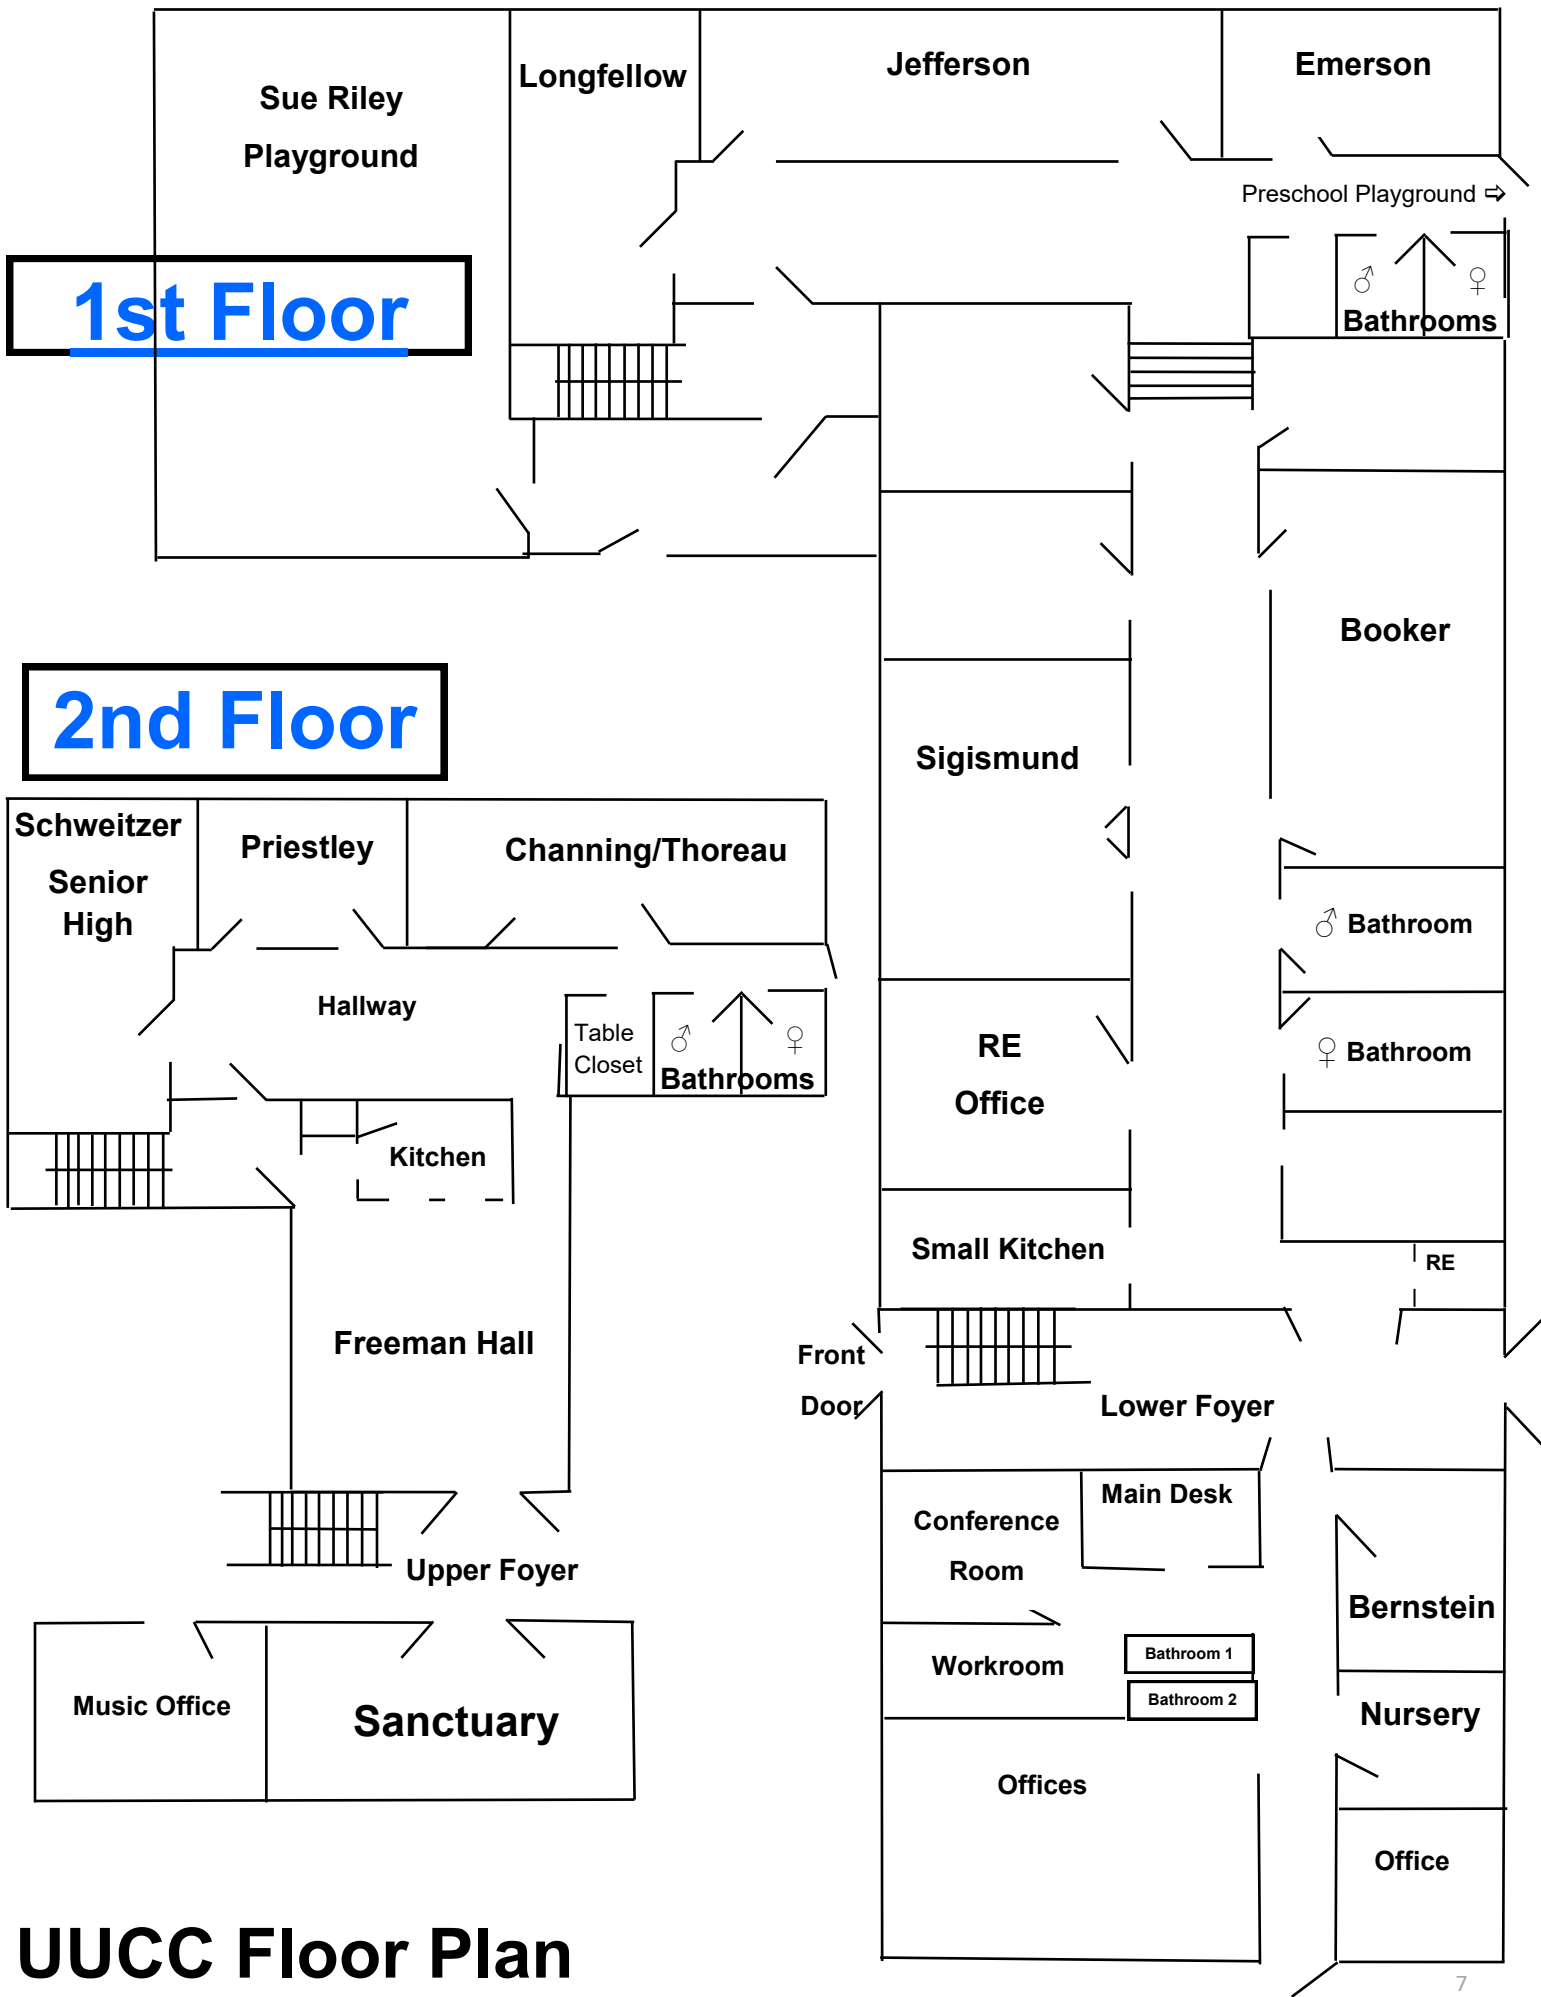 Sue Riley
Playground
Longfellow
Jefferson
Emerson
Preschool Playground ⇨
♂
♀
Bathrooms
1st Floor
2nd Floor
Booker
Sigismund
♂ Bathroom
♀ Bathroom
RE
Office
Small Kitchen
RE
Front
Door
Lower Foyer
Main Desk
Conference
Room
Bernstein
Workroom
Bathroom 1
Bathroom 2
Nursery
Offices
Office
Schweitzer
Senior
High
Priestley
Channing/Thoreau
Hallway
Table
Closet
♂
♀
Bathrooms
Kitchen
Freeman Hall
Upper Foyer
Music Office
Sanctuary
UUCC Floor Plan
7